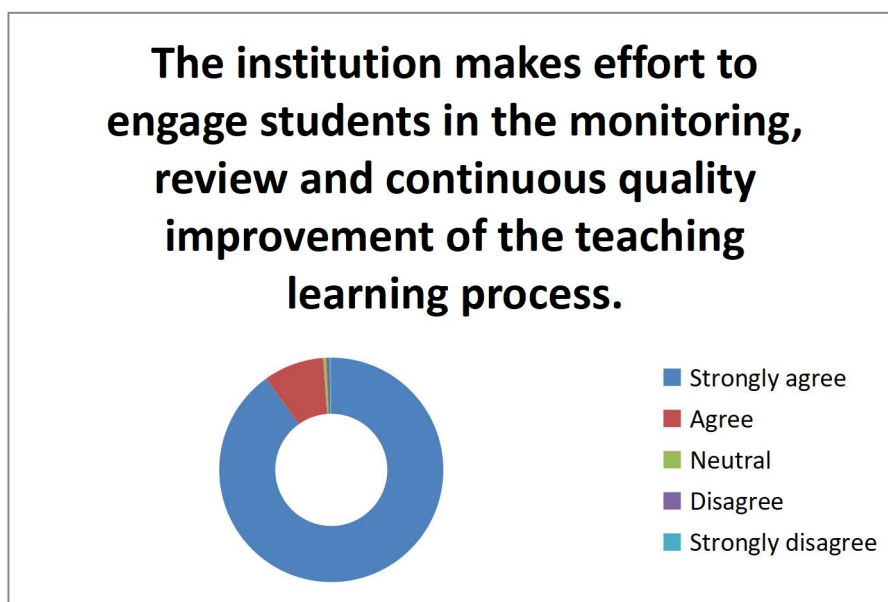 The institution makes effort to
engage students in the monitoring,
review and continuous quality
improvement of the teaching
learning process.
Strongly agree
Agree
Neutral
Disagree
Strongly disagree